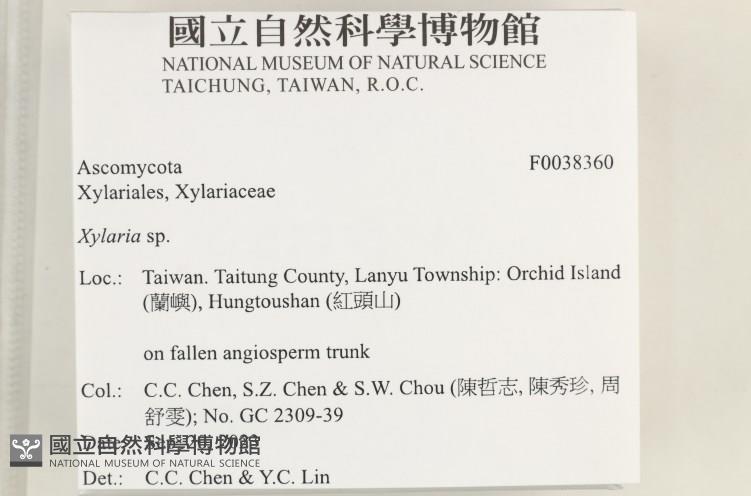 國立自然科學博物館
NATIONAL MUSEUM OF NATURAL SCIENCE
TAICHUNG, TAIWAN, R.O.C.
Ascomycota F0038360
Xylariales, Xylariaceae
Xylaria sp.
Loc.: Taiwan. Taitung County, Lanyu Township: Orchid Island
(蘭嶼), Hungtoushan (紅頭山)
on fallen angiosperm trunk
Col.: C.C. Chen, S.Z. Chen & S.W. Chou (陳哲志, 陳秀珍, 周
舒雯); No. GC 2309-39
國立自然科學博物館
NATIONAL MUSEUM OF NATURAL SCIENCE
Det.: C.C. Chen & Y.C. Lin